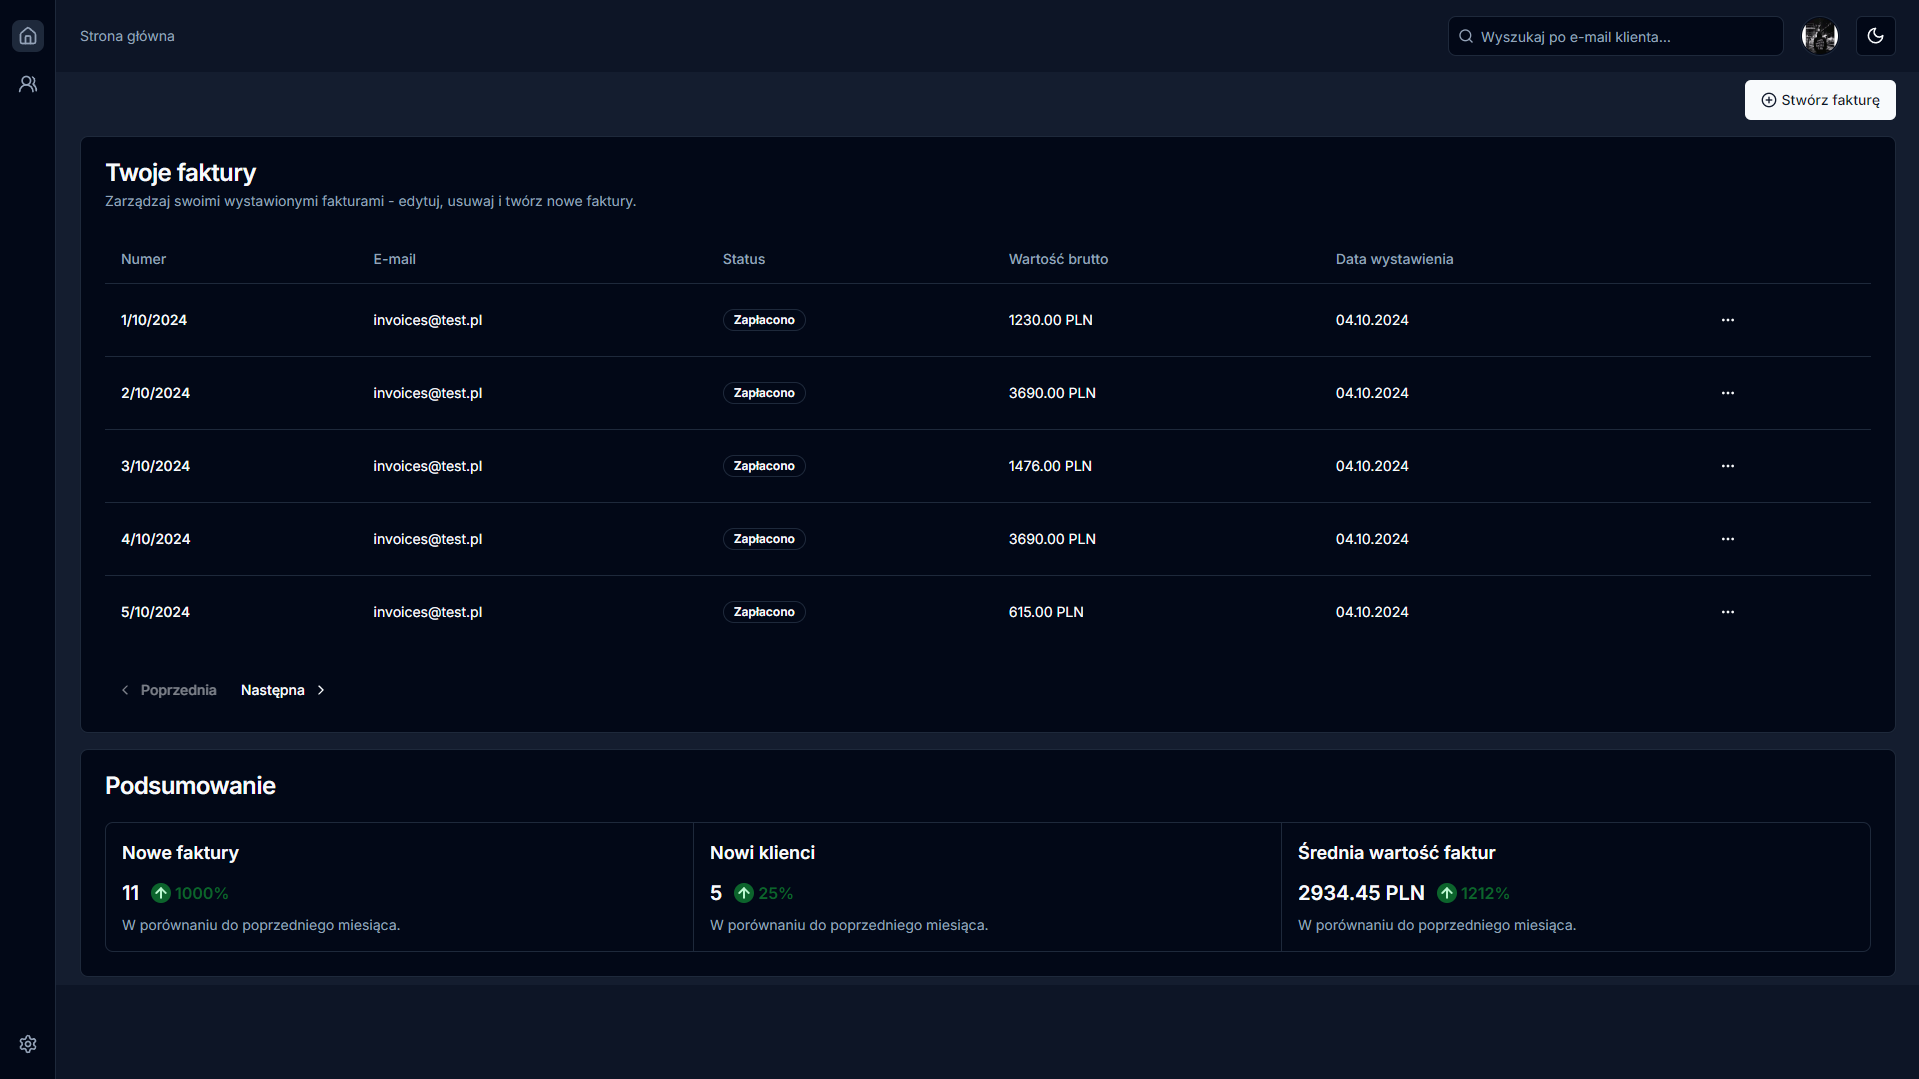 Strona główna
Wyszukaj po e-mail klienta...
Stwórz fakturę
Twoje faktury
Zarządzaj swoimi wystawionymi fakturami - edytuj, usuwaj i twórz nowe faktury.
Numer E-mail Status Wartość brutto Data wystawienia
1/10/2024 invoices@test.pl Zapłacono 1230.00 PLN 04.10.2024
2/10/2024 invoices@test.pl Zapłacono 3690.00 PLN 04.10.2024
3/10/2024 invoices@test.pl Zapłacono 1476.00 PLN 04.10.2024
4/10/2024 invoices@test.pl Zapłacono 3690.00 PLN 04.10.2024
5/10/2024 invoices@test.pl Zapłacono 615.00 PLN 04.10.2024
Poprzednia Następna
Podsumowanie
Nowe faktury
11 1000%
W porównaniu do poprzedniego miesiąca.
Nowi klienci
5 25%
W porównaniu do poprzedniego miesiąca.
Średnia wartość faktur
2934.45 PLN 1212%
W porównaniu do poprzedniego miesiąca.